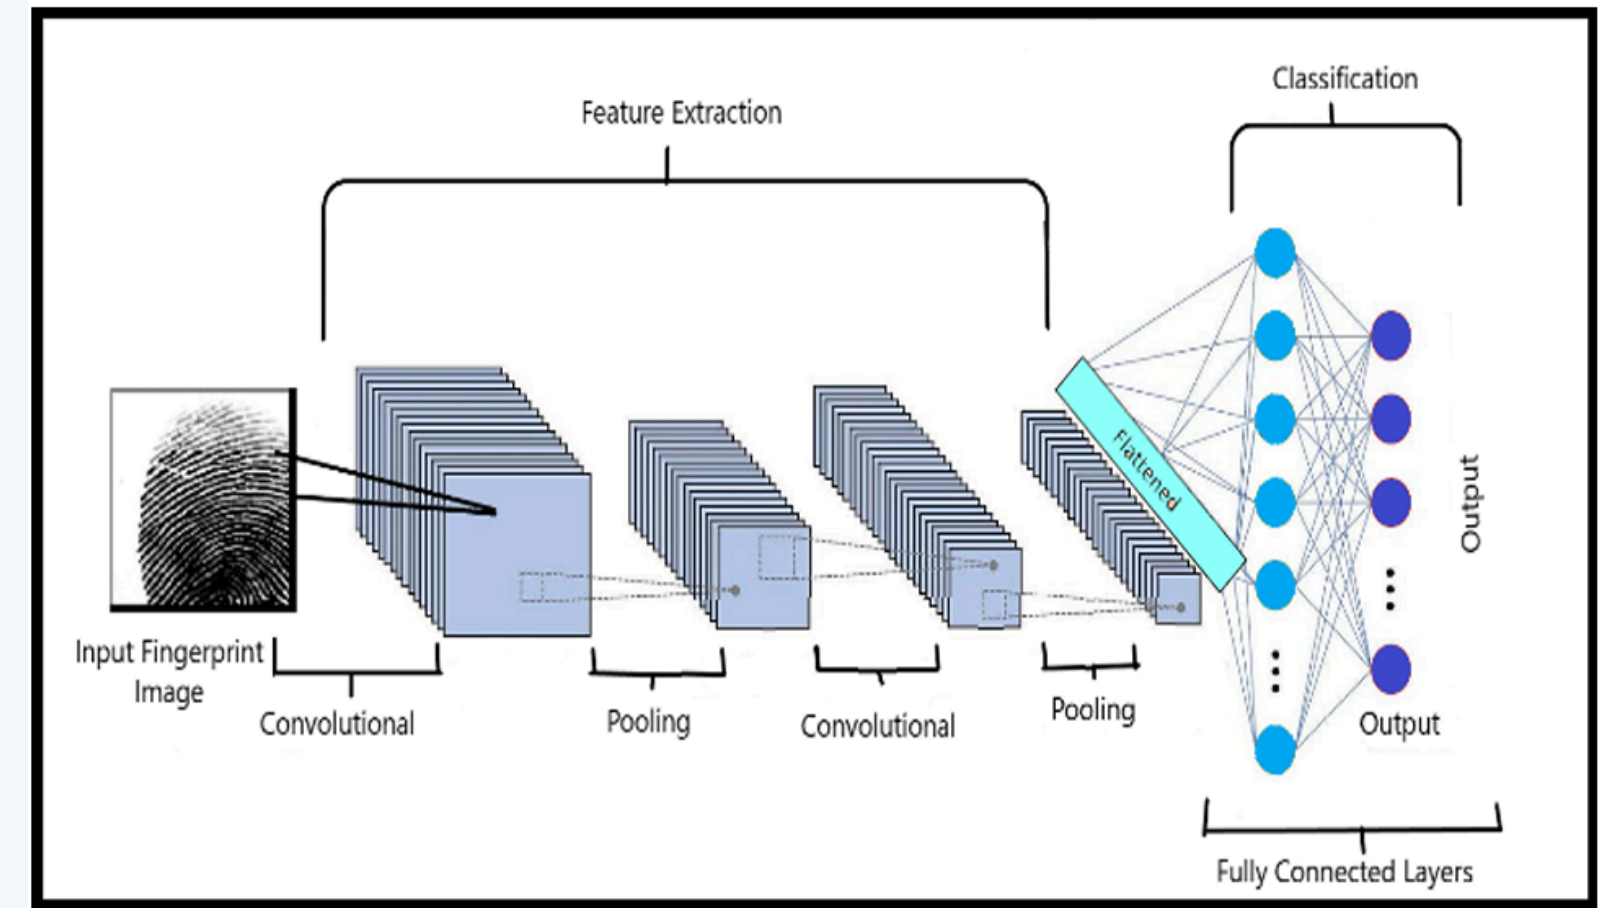 Classification
Feature Extraction
Flattened
Output
Input Fingerprint
Image
Convolutional
Pooling
Convolutional
Pooling
Output
Fully Connected Layers